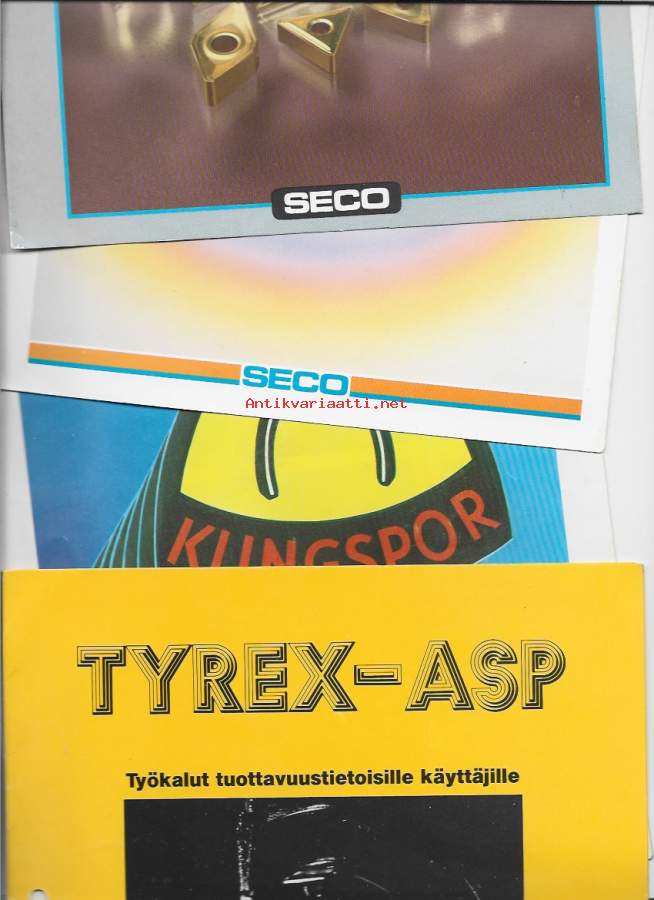 SECO
SECO
Antikvariaatti.net
KLINGSPOR
TYREX-ASP
Työkalut tuottavuustietoisille käyttäjille